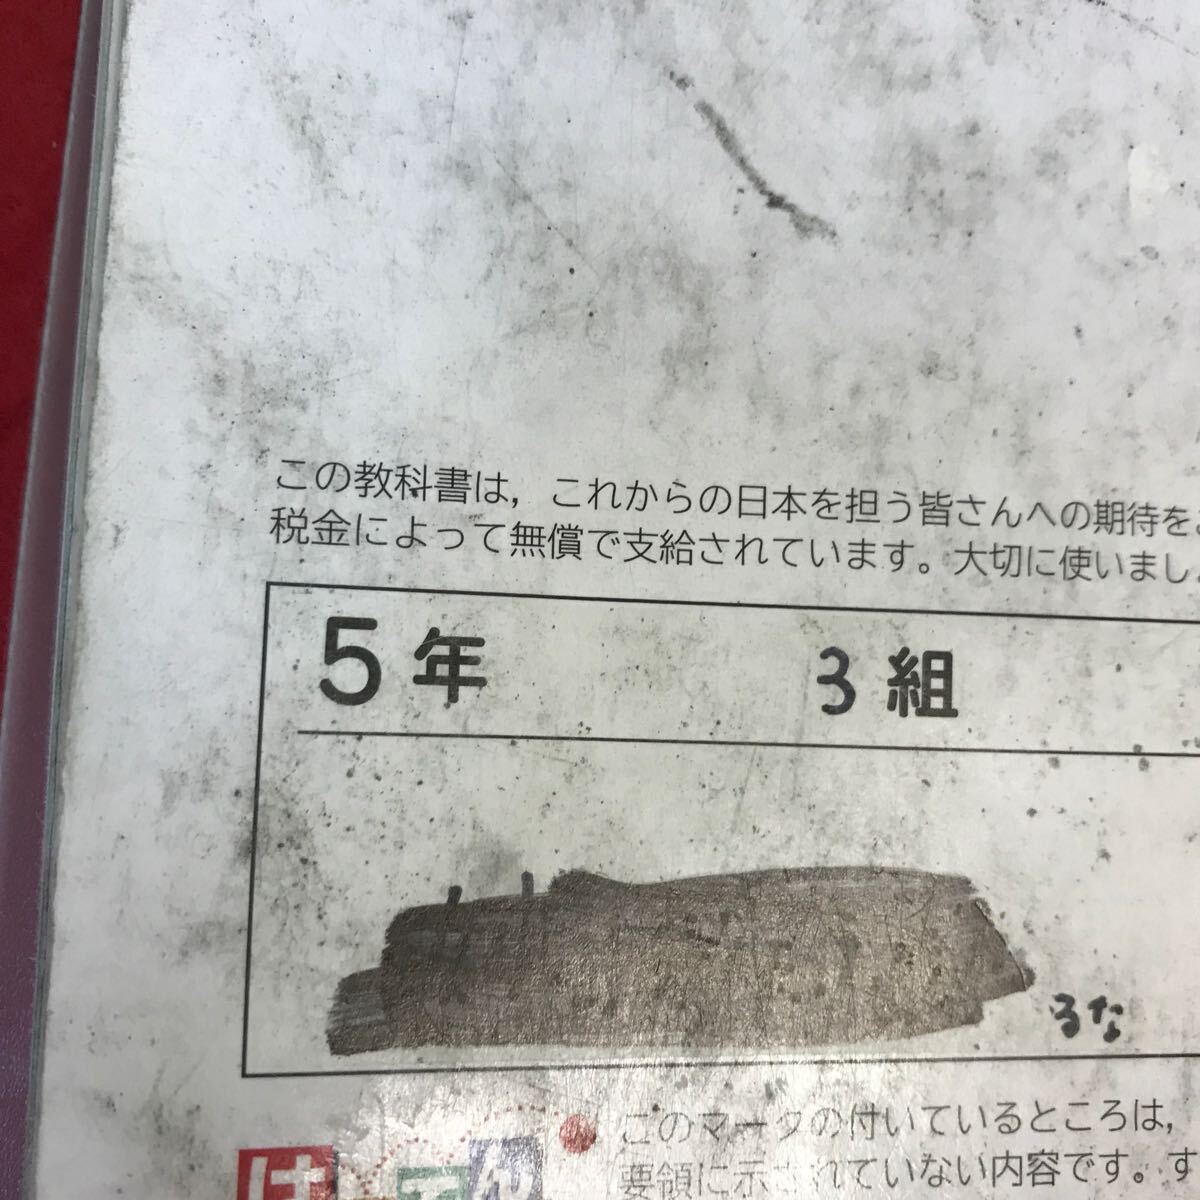 この教科書は，これからの日本を担う皆さんへの期待を
税金によって無償で支給されています。大切に使いまし
5年 3組
るな
このマークの付いているところは，
要領に示されていない内容です。す